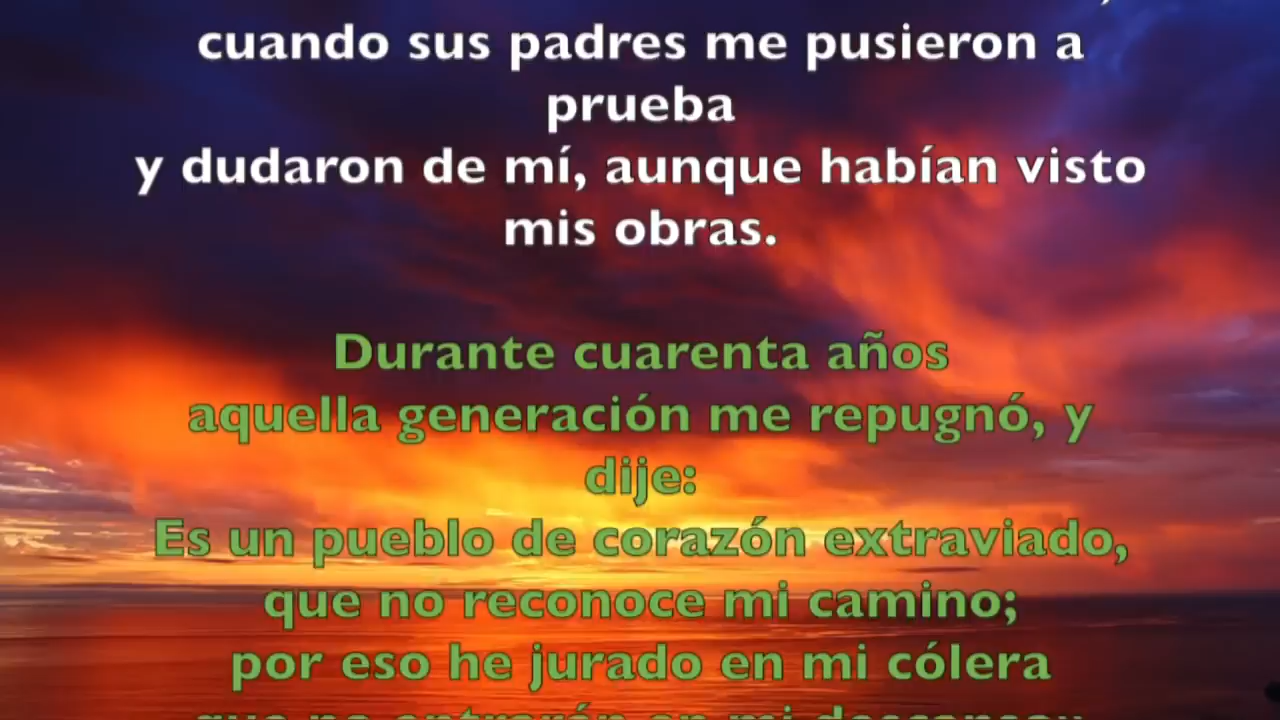 cuando sus padres me pusieron a
prueba
y dudaron de mí, aunque habían visto
mis obras.
Durante cuarenta años
aquella generación me repugnó, y
dije:
Es un pueblo de corazón extraviado,
que no reconoce mi camino;
por eso he jurado en mi cólera
que no entrarán en mi descanso»